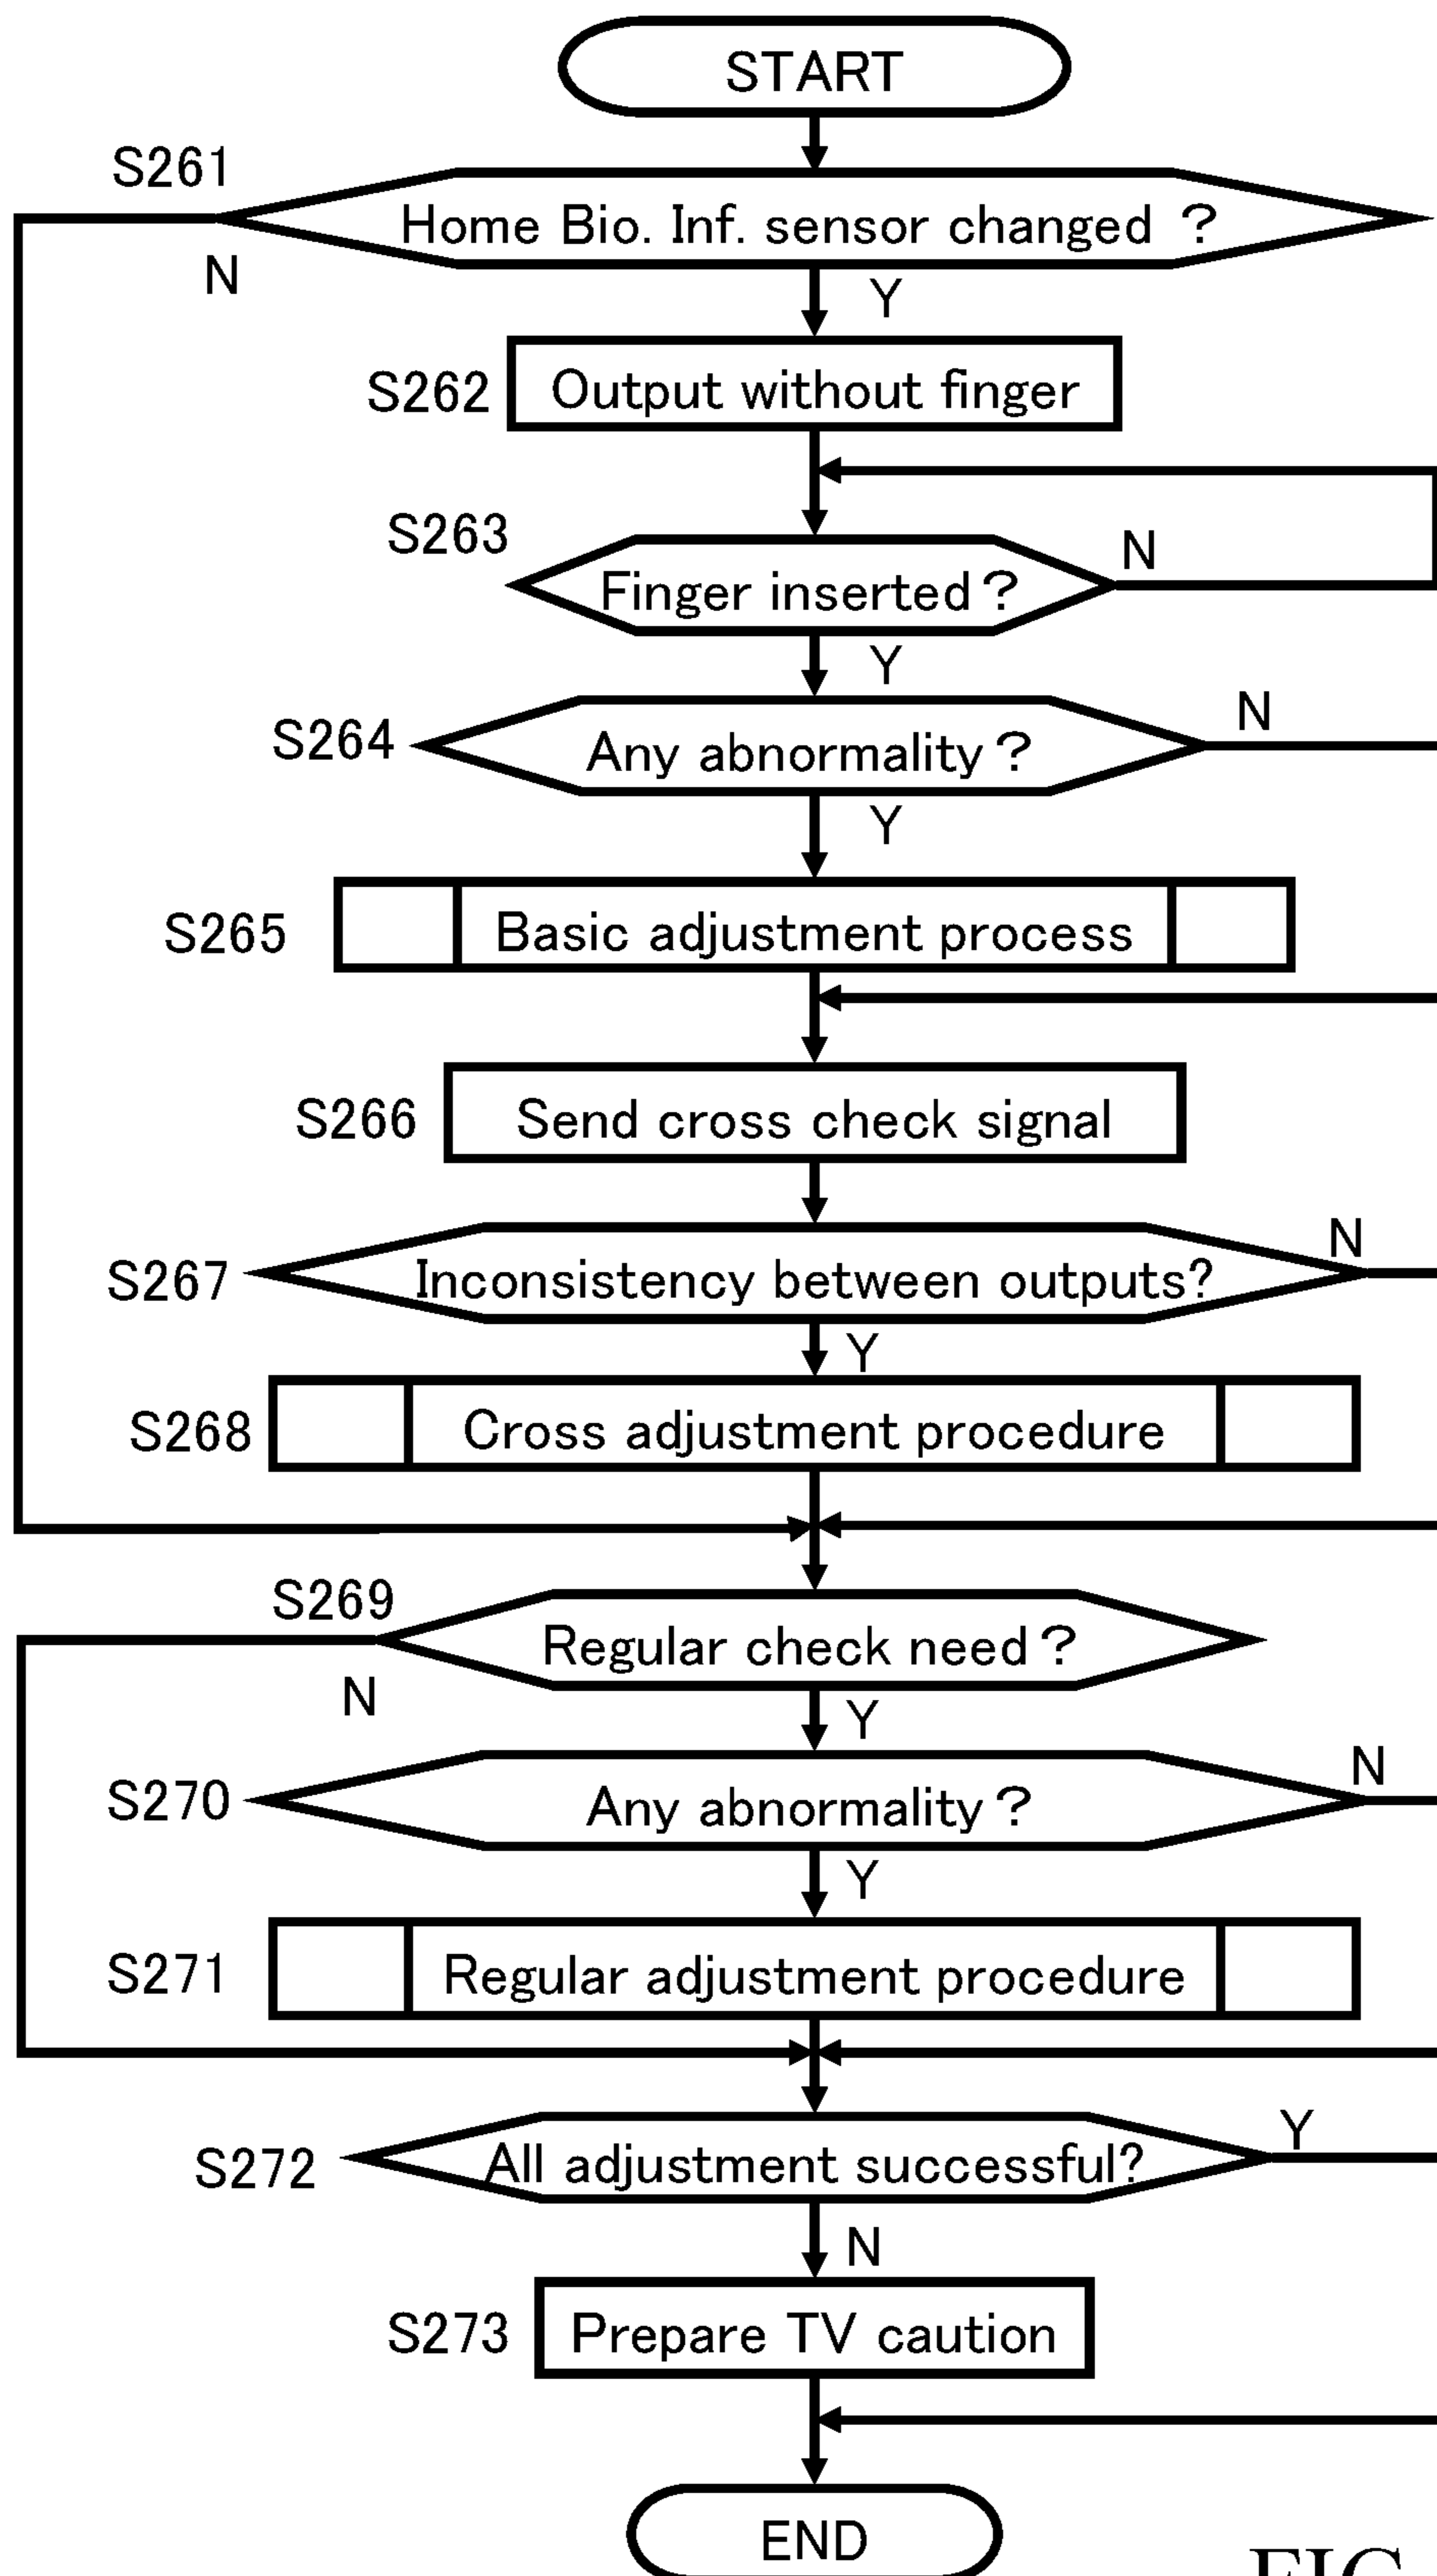 START
S261
Home Bio. Inf. sensor changed ?
N
Y
S262
Output without finger
S263
N
Finger inserted?
Y
N
S264
Any abnormality?
Y
S265
Basic adjustment process
S266
Send cross check signal
N
S267
Inconsistency between outputs?
Y
S268
Cross adjustment procedure
S269
Regular check need?
N
Y
N
S270
Any abnormality?
Y
S271
Regular adjustment procedure
Y
S272
All adjustment successful?
N
S273
Prepare TV caution
END